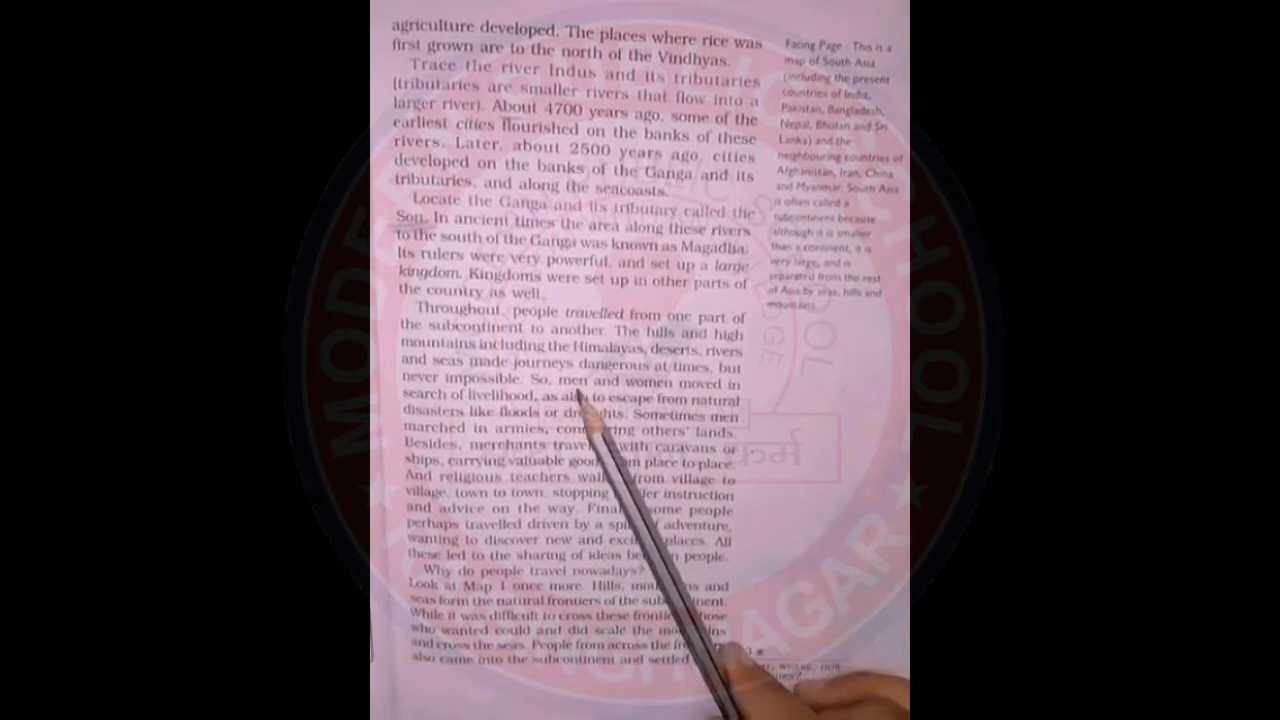 agriculture developed. The places where rice was
first grown are to the north of the Vindhyas.
Trace the river Indus and its tributaries
(tributaries are smaller rivers that flow into a
larger river). About 4700 years ago, some of the
earliest cities flourished on the banks of these
rivers. Later, about 2500 years ago, cities
developed on the banks of the Ganga and its
tributaries, and along the seacoasts.
Locate the Ganga and its tributary called the
Son. In ancient times the area along these rivers
to the south of the Ganga was known as Magadha.
Its rulers were very powerful, and set up a large
kingdom. Kingdoms were set up in other parts of
the country as well.
Throughout, people travelled from one part of
the subcontinent to another. The hills and high
mountains including the Himalayas, deserts, rivers
and seas made journeys dangerous at times, but
never impossible. So, men and women moved in
search of livelihood, as also to escape from natural
disasters like floods or Sometimes men
marched in armies, others' lands.
Besides, merchants with caravans or
ships, carrying valuable place to place.
And religious teachers from village to
village, town to town, stopping instruction
and advice on the way. some people
perhaps travelled driven by a adventure,
wanting to discover new and places. All
these led to the sharing of ideas people.
Why do people travel nowadays?
Look at Map 1 once more. Hills, and
seas form the natural frontiers of the
While it was difficult to cross these
who wanted could and did scale the
and cross the seas. People from across the
also came into the subcontinent and settled
Facing Page : This is a
map of South Asia
(including the present
countries of India,
Pakistan, Bangladesh,
Nepal, Bhutan and Sri
Lanka) and the
neighbouring countries of
Afghanistan, Iran, China
and Myanmar. South Asia
is often called a
subcontinent because
although it is smaller
than a continent, it is
very large, and is
separated from the rest
of Asia by seas, hills and
mountains.
MODE
SCHOOL
AGAR
कर्म